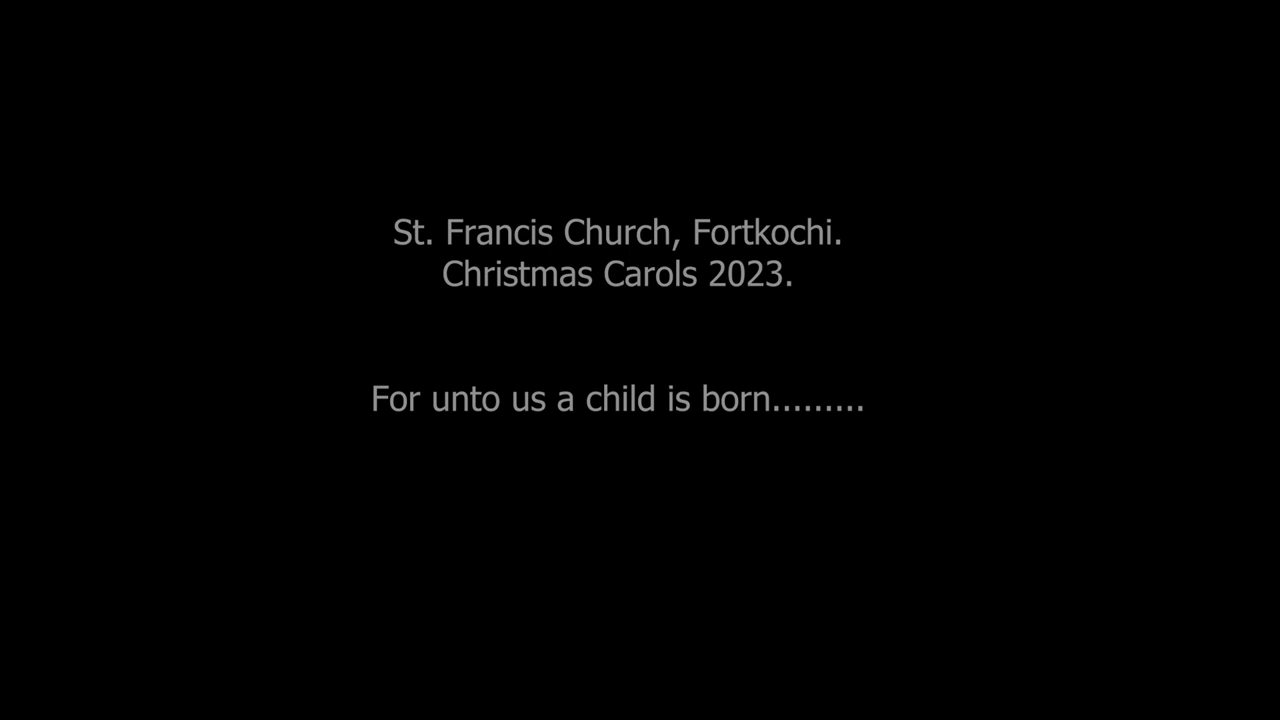 St. Francis Church, Fortkochi.
Christmas Carols 2023.
For unto us a child is born.........